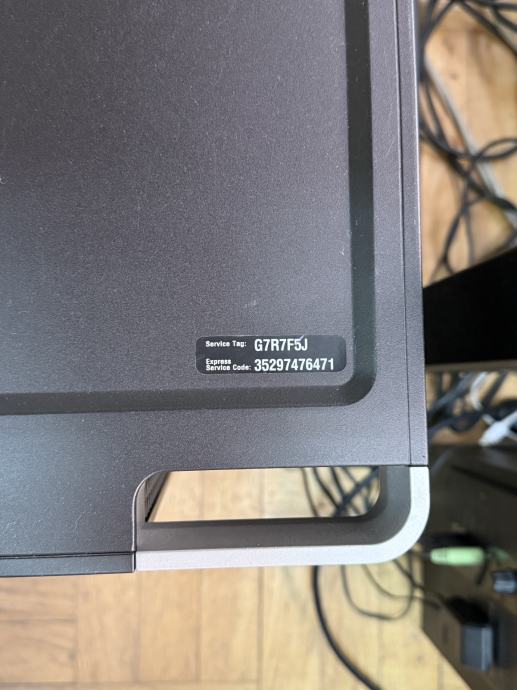 Service Tag: G7R7F5J
Express
Service Code: 35297476471